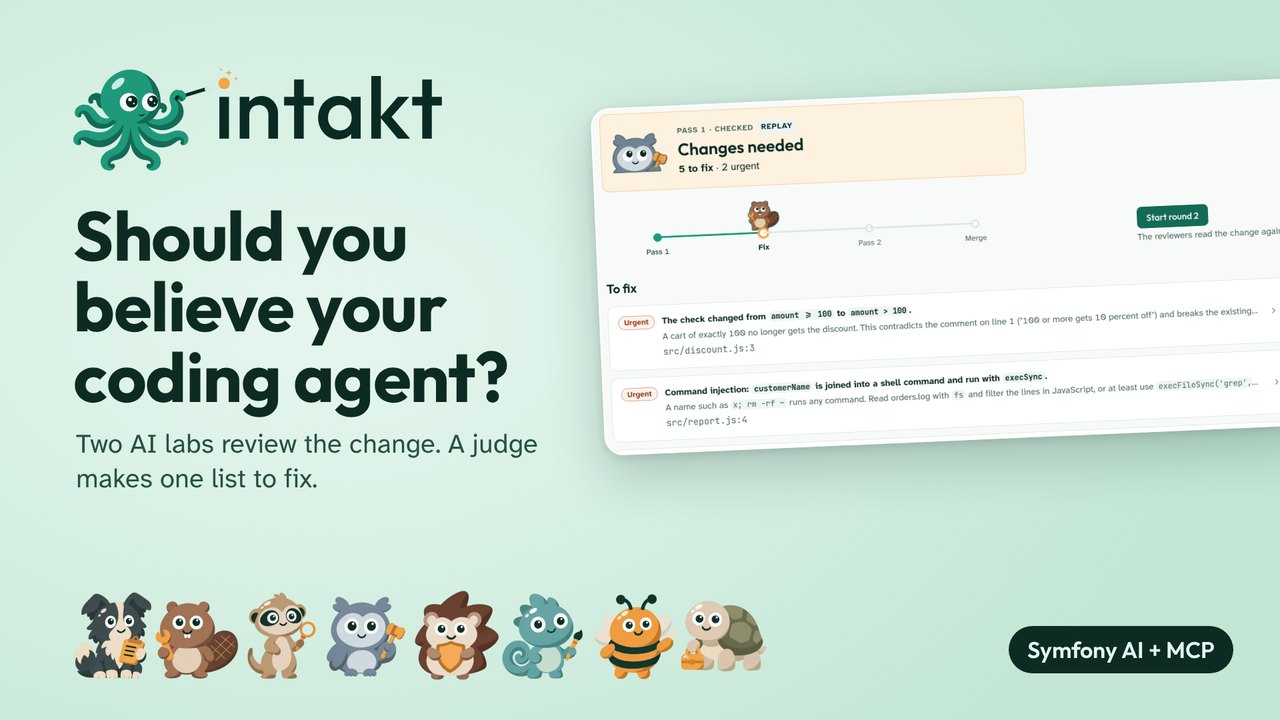 intakt
Should you
believe your
coding agent?
Two AI labs review the change. A judge
makes one list to fix.
PASS 1 · CHECKED REPLAY
Changes needed
5 to fix · 2 urgent
Pass 1
Fix
Pass 2
Merge
Start round 2
The reviewers read the change again
To fix
Urgent The check changed from amount ≥ 100 to amount > 100.
A cart of exactly 100 no longer gets the discount. This contradicts the comment on line 1 ("100 or more gets 10 percent off") and breaks the existing…
src/discount.js:3
Urgent Command injection: customerName is joined into a shell command and run with execSync.
A name such as x; rm -rf ~ runs any command. Read orders.log with fs and filter the lines in JavaScript, or at least use execFileSync('grep',…
src/report.js:4
Symfony AI + MCP